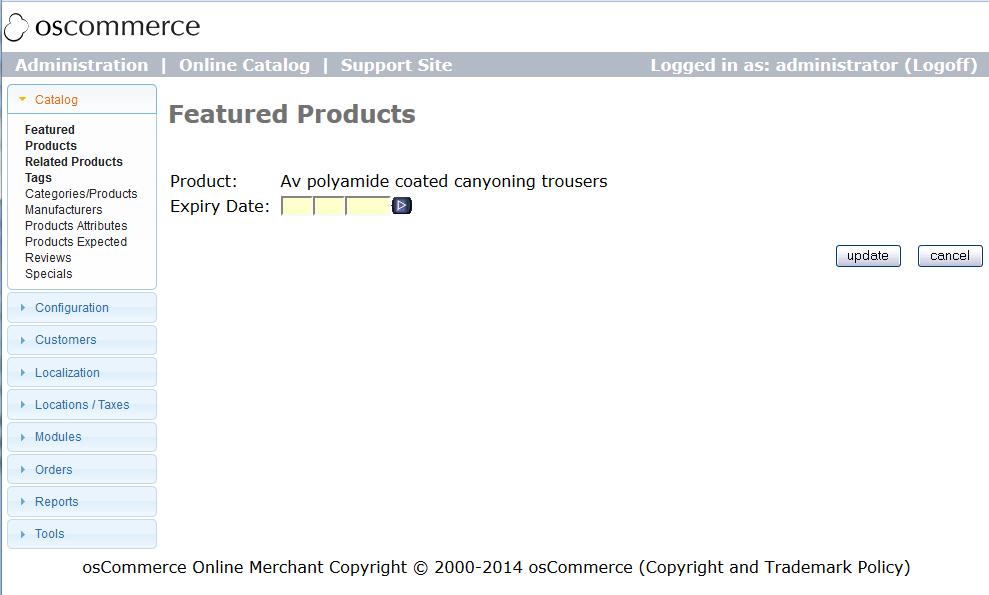 oscommerce
Administration | Online Catalog | Support Site
Logged in as: administrator (Logoff)
Catalog
Featured
Products
Related Products
Tags
Categories/Products
Manufacturers
Products Attributes
Products Expected
Reviews
Specials
Configuration
Customers
Localization
Locations / Taxes
Modules
Orders
Reports
Tools
Featured Products
Product: Av polyamide coated canyoning trousers
Expiry Date:
update
cancel
osCommerce Online Merchant Copyright © 2000-2014 osCommerce (Copyright and Trademark Policy)